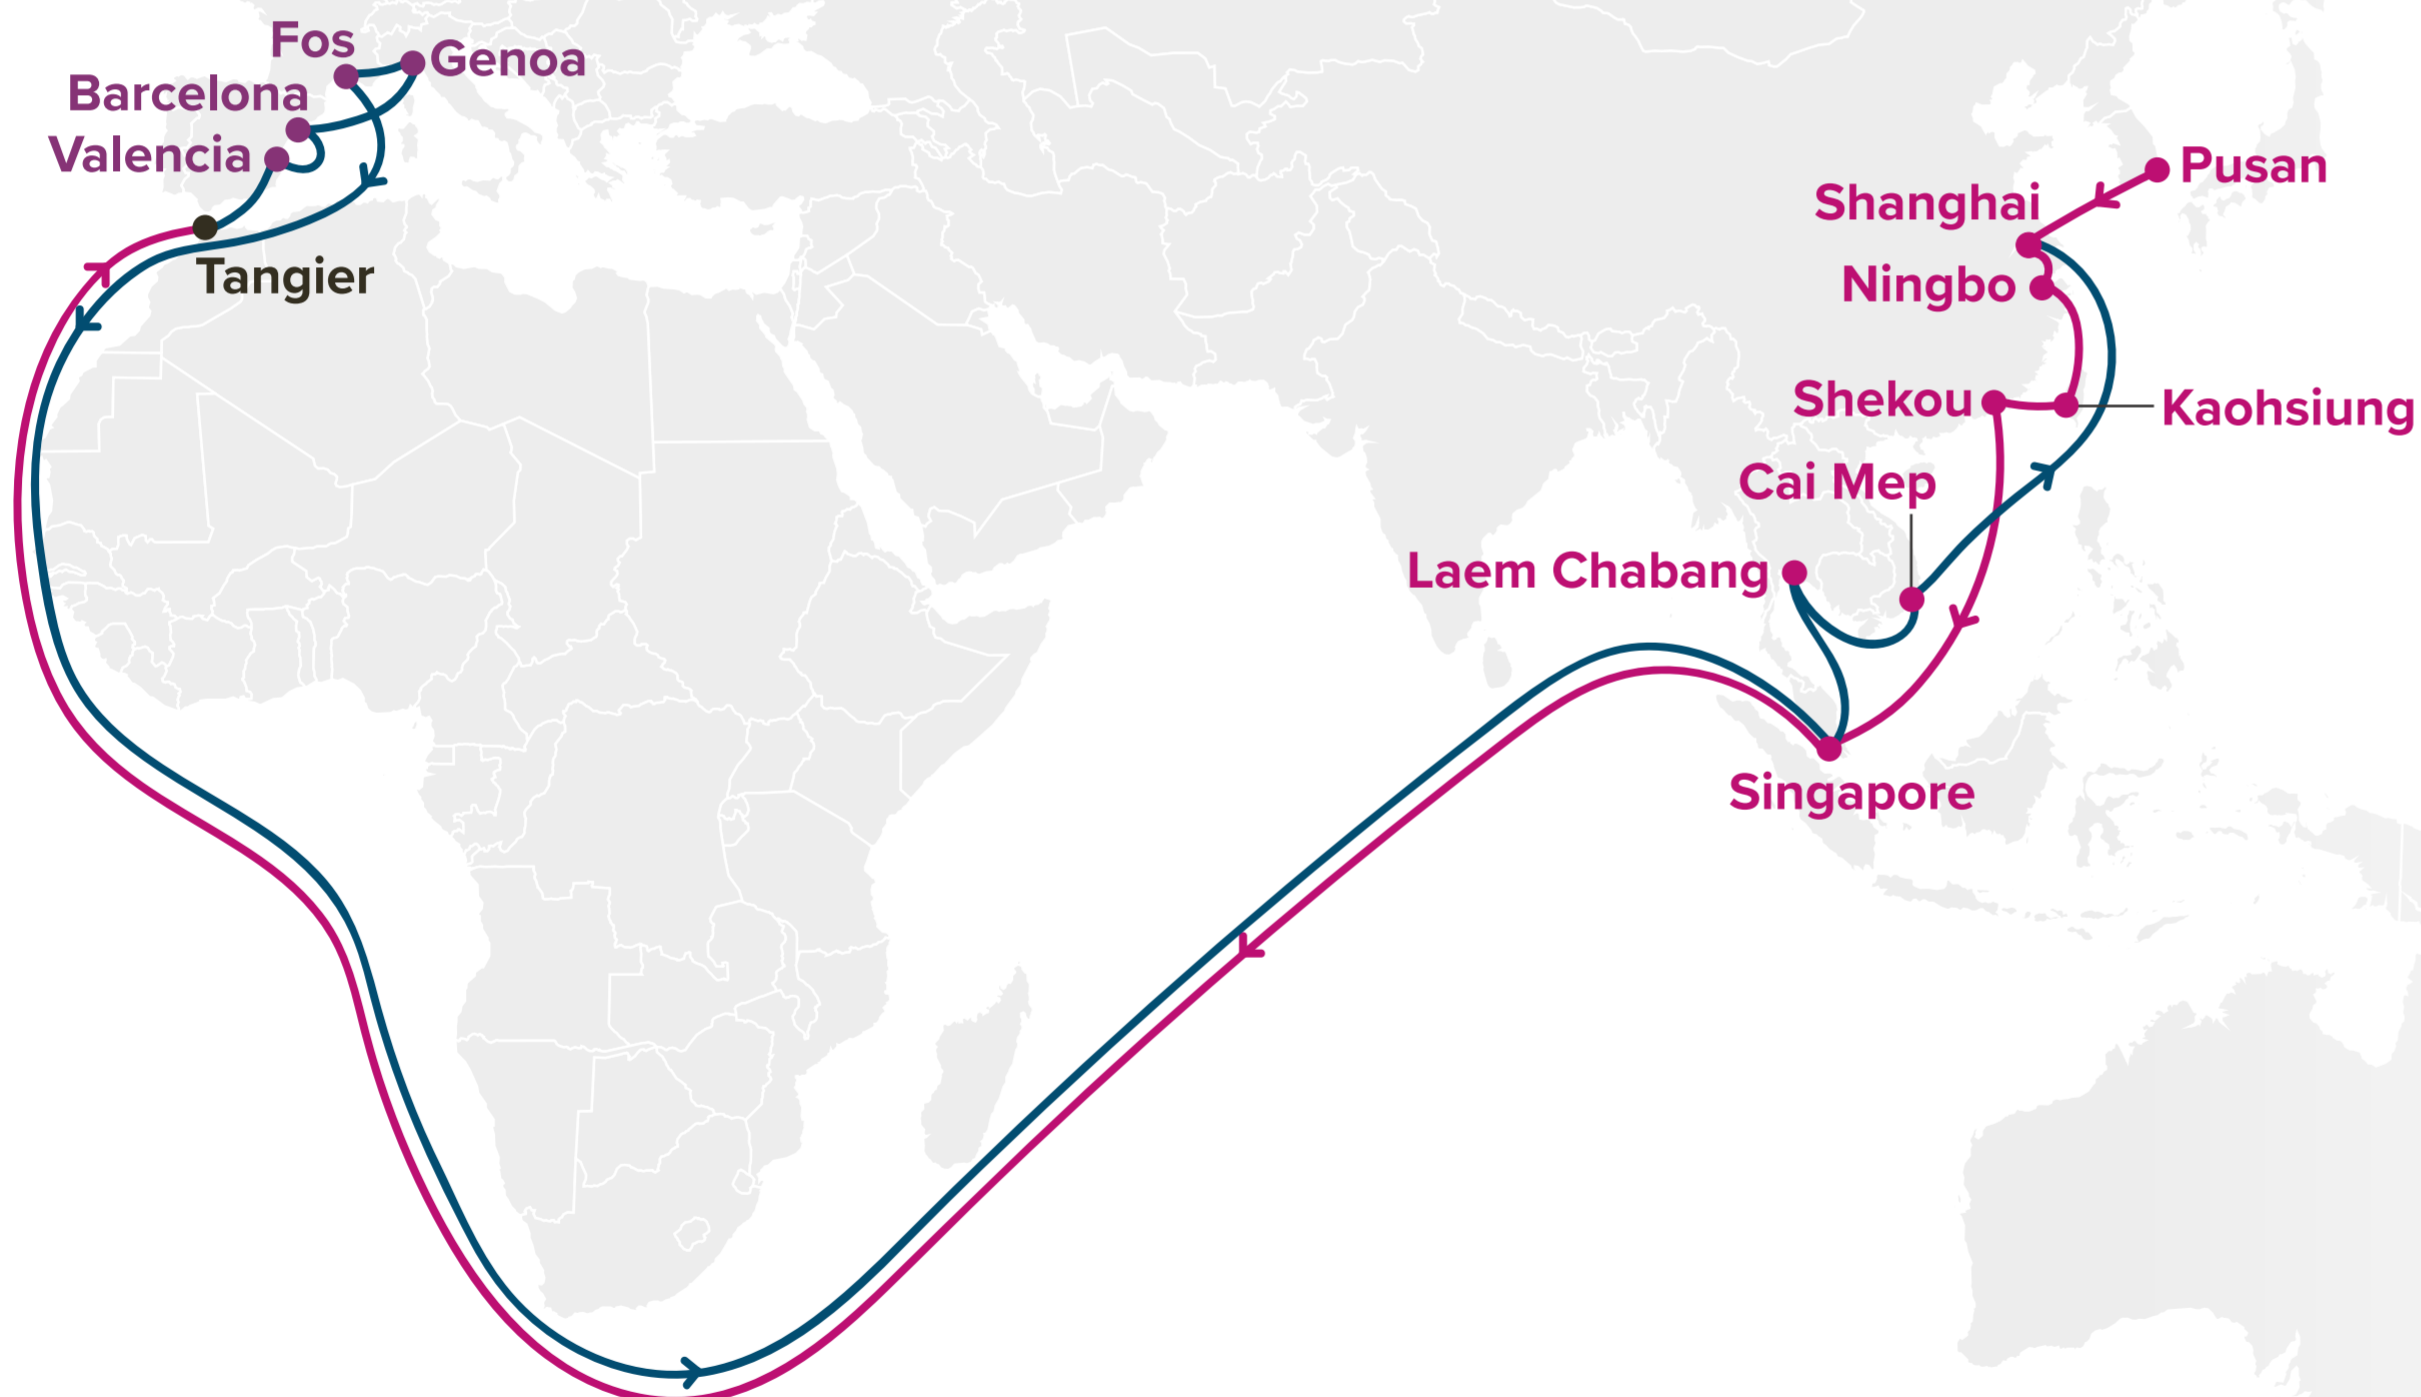 Fos
Genoa
Barcelona
Valencia
Tangier
Pusan
Shanghai
Ningbo
Shekou
Kaohsiung
Cai Mep
Laem Chabang
Singapore